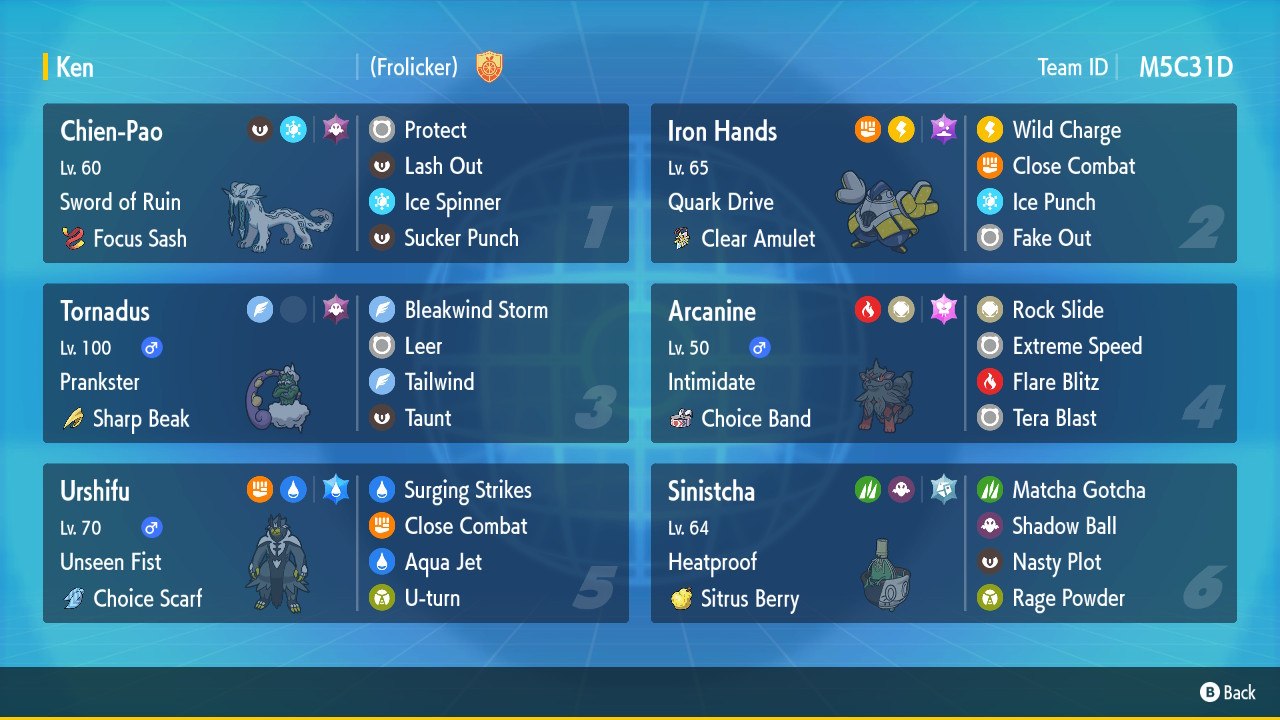 Ken
(Frolicker)
Team ID M5C31D
Chien-Pao
Lv. 60
Sword of Ruin
Focus Sash
Protect
Lash Out
Ice Spinner
Sucker Punch
1
Iron Hands
Lv. 65
Quark Drive
Clear Amulet
Wild Charge
Close Combat
Ice Punch
Fake Out
2
Tornadus
Lv. 100
Prankster
Sharp Beak
Bleakwind Storm
Leer
Tailwind
Taunt
3
Arcanine
Lv. 50
Intimidate
Choice Band
Rock Slide
Extreme Speed
Flare Blitz
Tera Blast
4
Urshifu
Lv. 70
Unseen Fist
Choice Scarf
Surging Strikes
Close Combat
Aqua Jet
U-turn
5
Sinistcha
Lv. 64
Heatproof
Sitrus Berry
Matcha Gotcha
Shadow Ball
Nasty Plot
Rage Powder
6
B Back